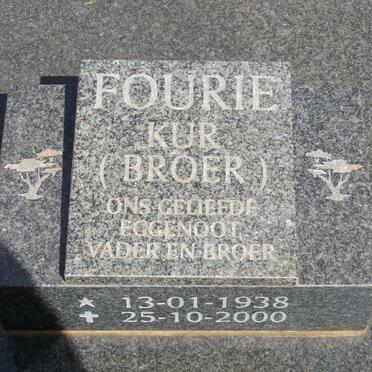 FOURIE
KUR
( BROER )
ONS GELIEFDE
EGGENOOT,
VADER EN BROER
★ 13-01-1938
✝ 25-10-2000